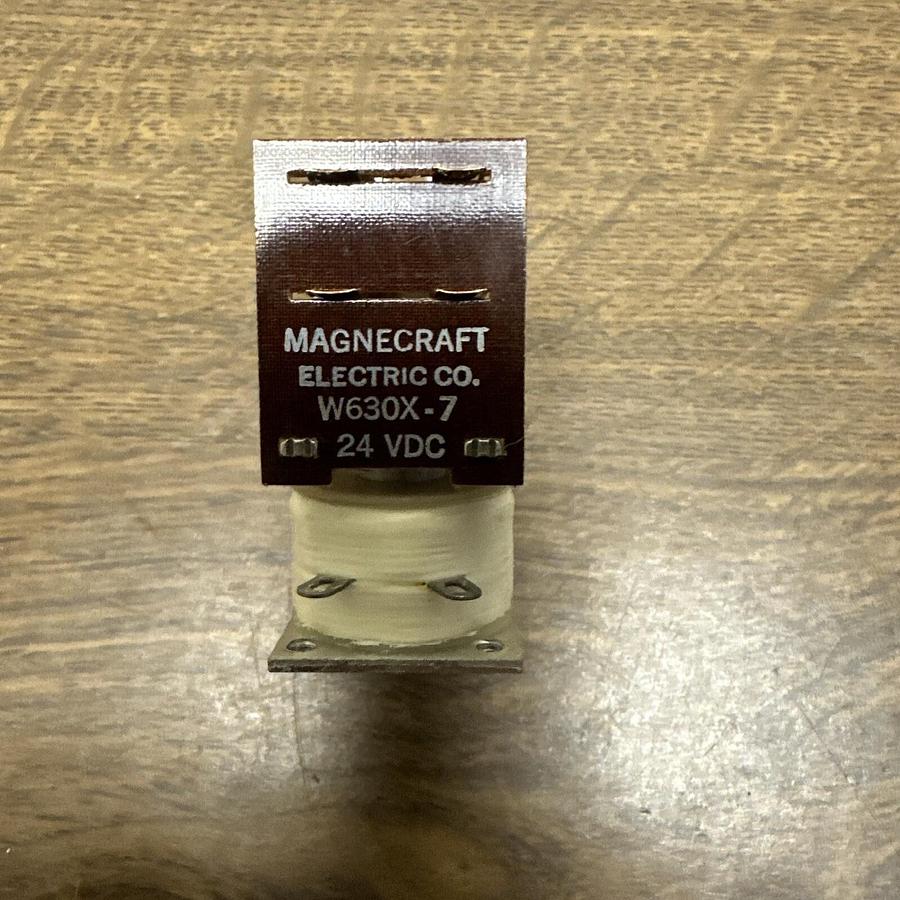 MAGNECRAFT
ELECTRIC CO.
W630X-7
24 VDC